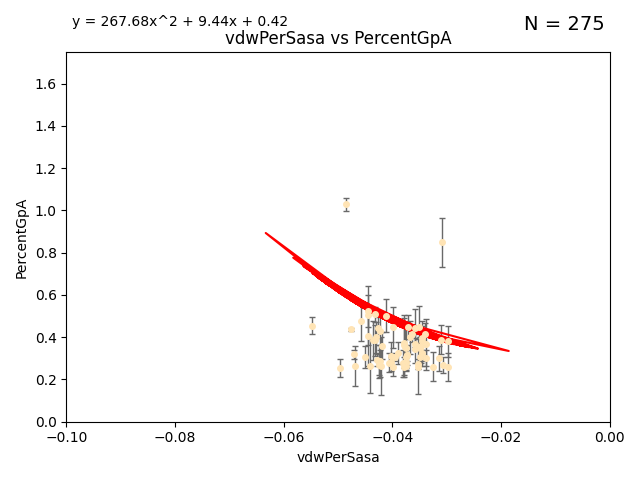 y = 267.68x^2 + 9.44x + 0.42
N = 275
vdwPerSasa vs PercentGpA
PercentGpA
1.6
1.4
1.2
1.0
0.8
0.6
0.4
0.2
0.0
−0.10 −0.08 −0.06 −0.04 −0.02 0.00
vdwPerSasa